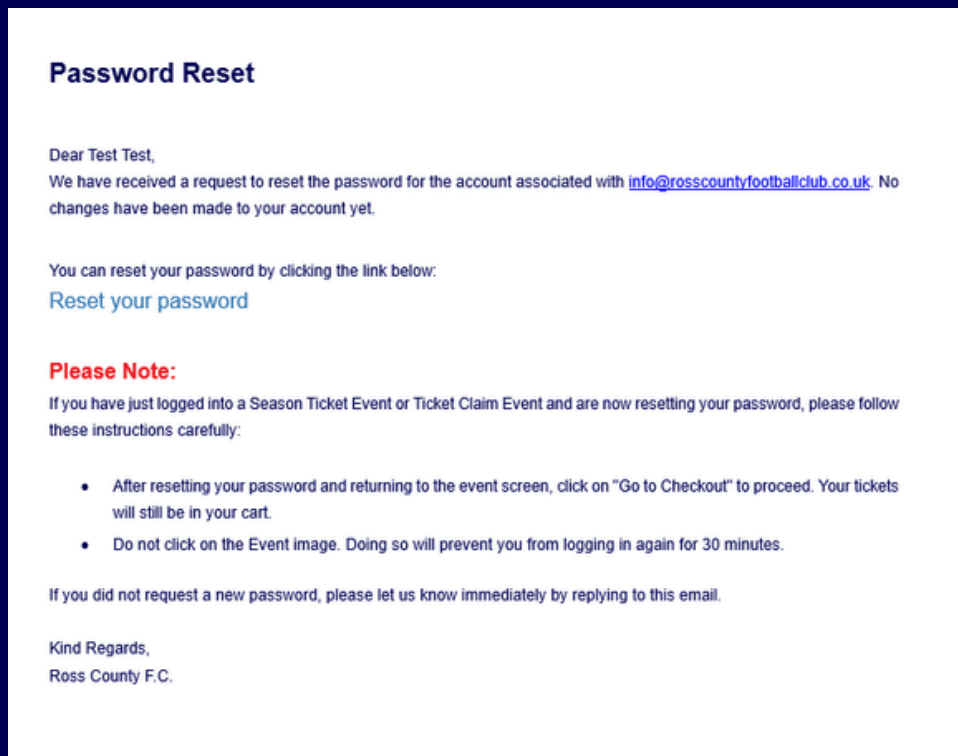 Password Reset
Dear Test Test,
We have received a request to reset the password for the account associated with info@rosscountyfootballclub.co.uk. No
changes have been made to your account yet.
You can reset your password by clicking the link below:
Reset your password
Please Note:
If you have just logged into a Season Ticket Event or Ticket Claim Event and are now resetting your password, please follow
these instructions carefully:
• After resetting your password and returning to the event screen, click on "Go to Checkout" to proceed. Your tickets
will still be in your cart.
• Do not click on the Event image. Doing so will prevent you from logging in again for 30 minutes.
If you did not request a new password, please let us know immediately by replying to this email.
Kind Regards,
Ross County F.C.